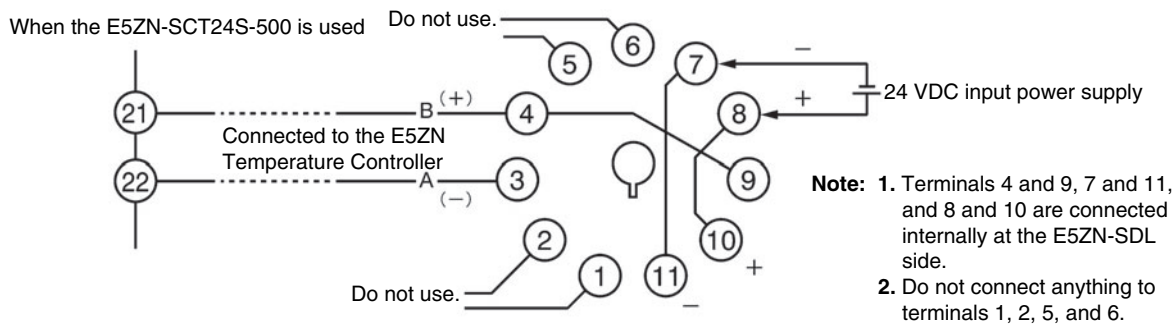 When the E5ZN-SCT24S-500 is used
Do not use.
6
5
7
−
24 VDC input power supply
+
8
21
B (+)
4
Connected to the E5ZN
Temperature Controller
22
A (−)
3
9
Note: 1. Terminals 4 and 9, 7 and 11,
and 8 and 10 are connected
internally at the E5ZN-SDL
side.
2. Do not connect anything to
terminals 1, 2, 5, and 6.
2
10
+
1
11
−
Do not use.